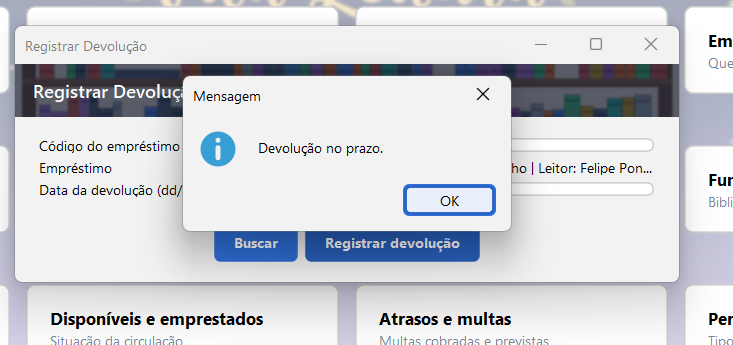 Registrar Devolução
Em
Que
Registrar Devoluç
Mensagem
Devolução no prazo.
OK
Código do empréstimo
Empréstimo
ho | Leitor: Felipe Pon...
Data da devolução (dd/
Fun
Bibli
Buscar
Registrar devolução
Disponíveis e emprestados
Situação da circulação
Atrasos e multas
Multas cobradas e previstas
Per
Tipo